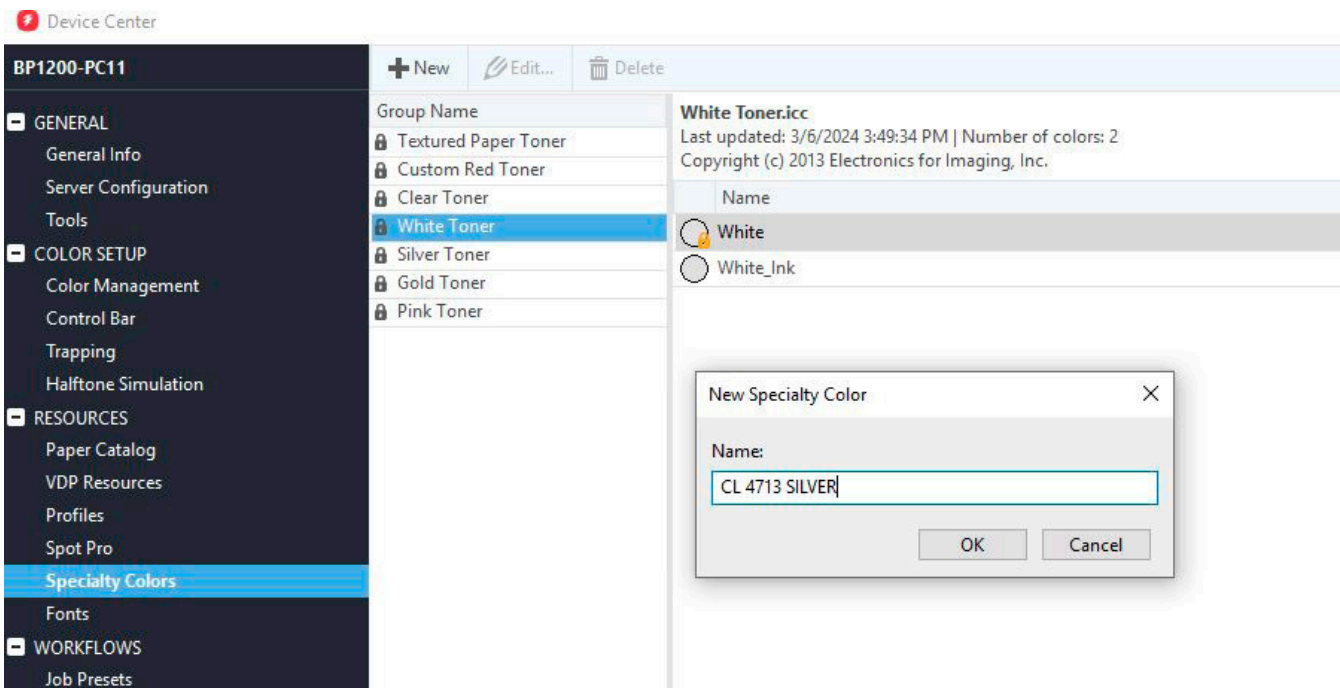 Device Center
BP1200-PC11
GENERAL
General Info
Server Configuration
Tools
COLOR SETUP
Color Management
Control Bar
Trapping
Halftone Simulation
RESOURCES
Paper Catalog
VDP Resources
Profiles
Spot Pro
Specialty Colors
Fonts
WORKFLOWS
Job Presets
New Edit... Delete
Group Name
Textured Paper Toner
Custom Red Toner
Clear Toner
White Toner
Silver Toner
Gold Toner
Pink Toner
White Toner.icc
Last updated: 3/6/2024 3:49:34 PM | Number of colors: 2
Copyright (c) 2013 Electronics for Imaging, Inc.
Name
White
White_Ink
New Specialty Color
Name:
CL 4713 SILVER
OK Cancel